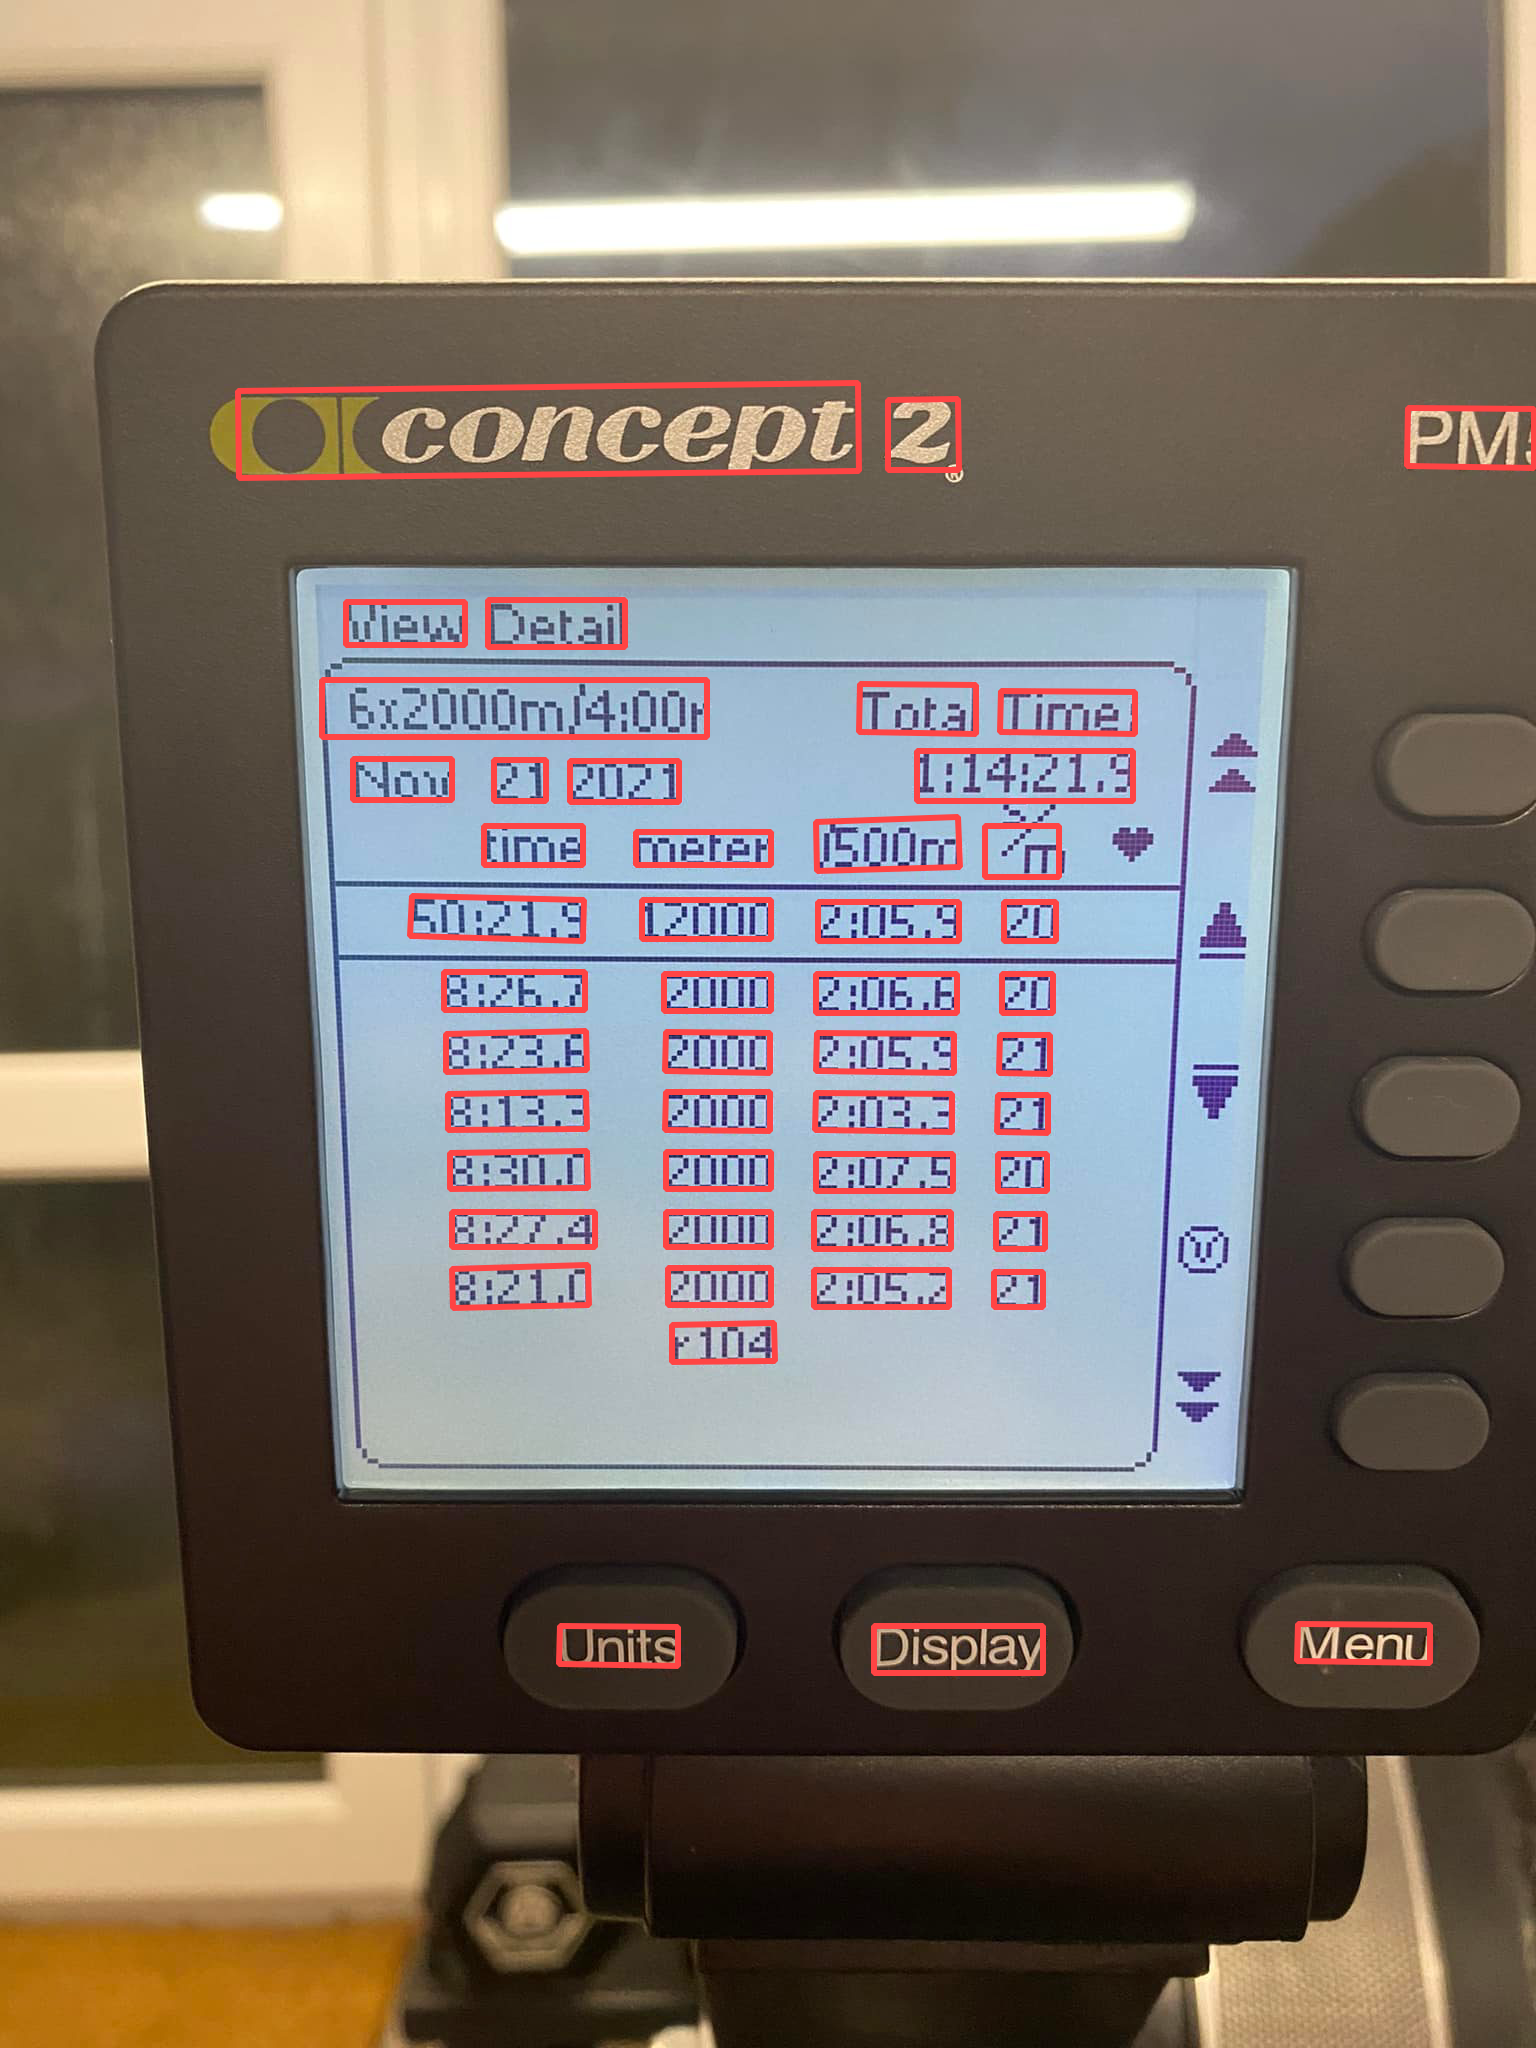 concept 2®
PM5
View Detail
6x2000m/4:00r Total Time:
Nov 21 2021 1:14:21.9
time meter /500m s/m
50:21.9 12000 2:05.9 20
8:26.7 2000 2:06.6 20
8:23.6 2000 2:05.9 21
8:13.3 2000 2:03.3 21
8:30.0 2000 2:07.5 20
8:27.4 2000 2:06.8 21
8:21.0 2000 2:05.2 21
r104
Units Display Menu